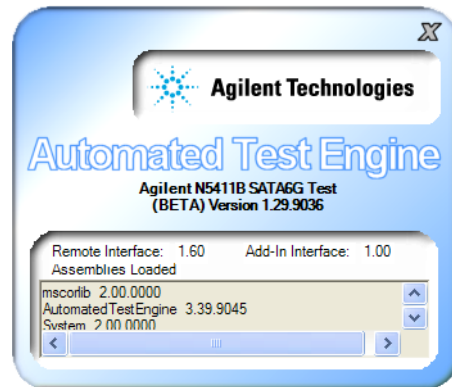 X
Agilent Technologies
Automated Test Engine
Agilent N5411B SATA6G Test
(BETA) Version 1.29.9036
Remote Interface: 1.60 Add-In Interface: 1.00
Assemblies Loaded
mscorlib 2.00.0000
AutomatedTestEngine 3.39.9045
System 2.00.0000